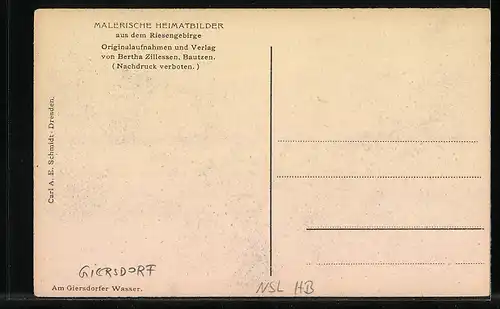 MALERISCHE HEIMATBILDER
aus dem Riesengebirge
Originalaufnahmen und Verlag
von Bertha Zillessen, Bautzen.
(Nachdruck verboten.)
Carl A. E. Schmidt · Dresden.
GIERSDORF
Am Giersdorfer Wasser.
NSL HB